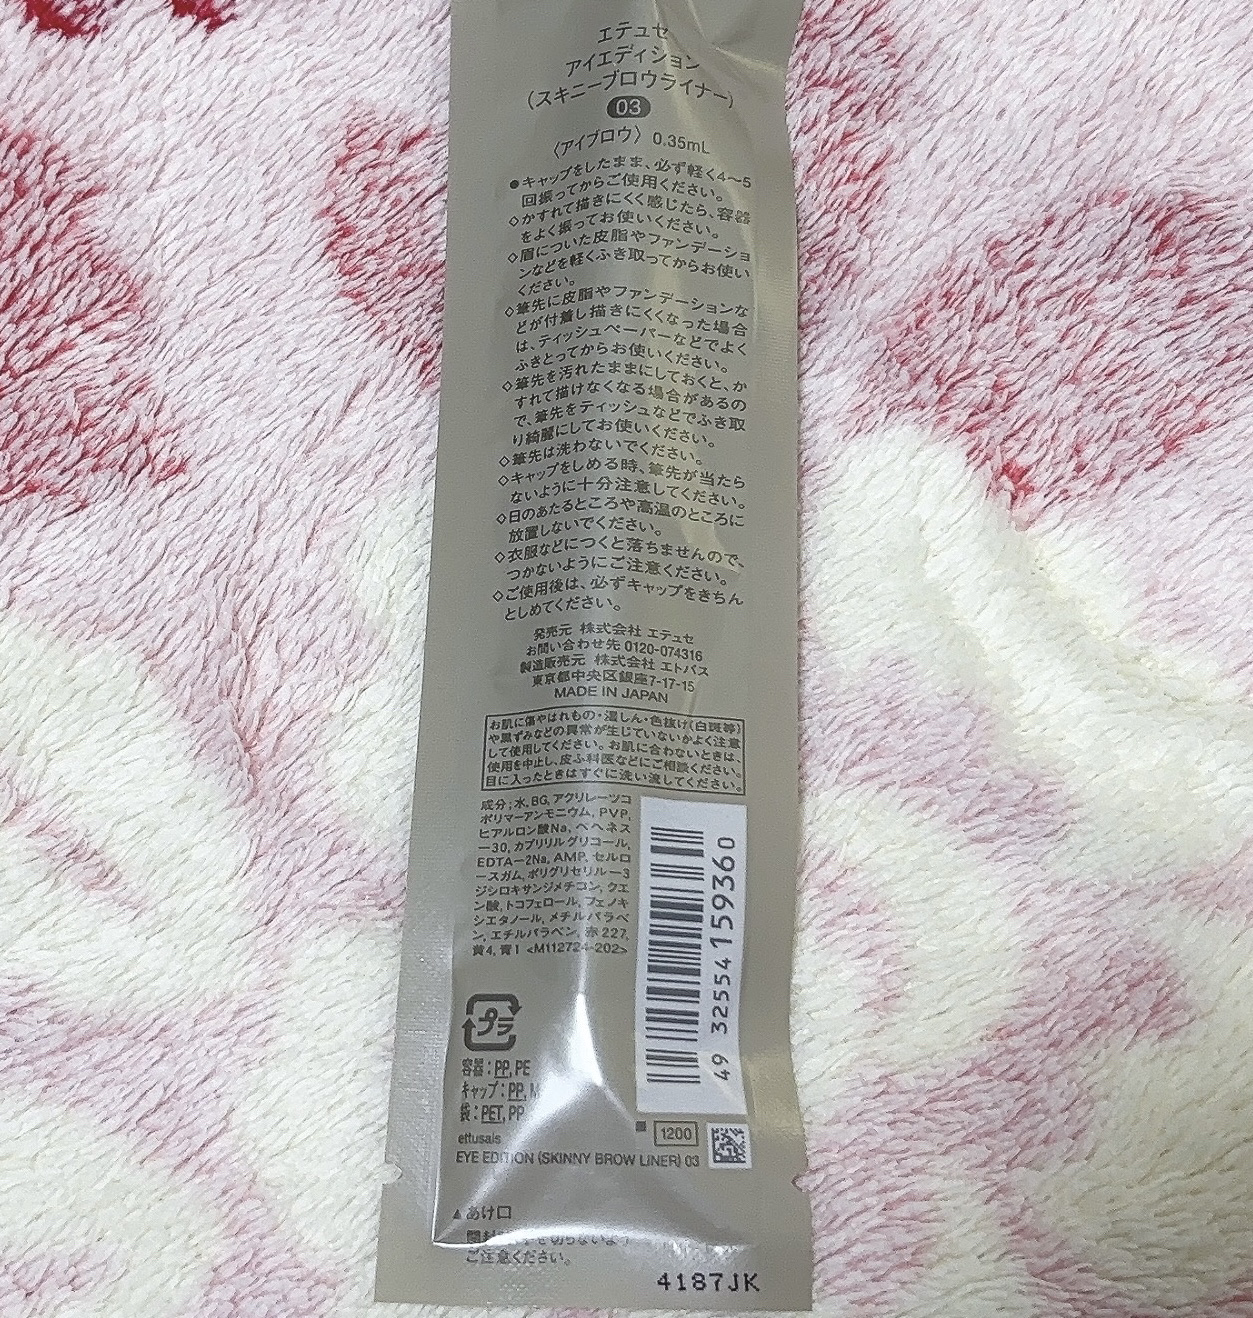 エテュセ
アイエディション
（スキニーブロウライナー）
03
〈アイブロウ〉 0.35mL
●キャップをしたまま、必ず軽く4〜5
回振ってからご使用ください。
◇かすれて描きにくく感じたら、容器
をよく振ってお使いください。
◇眉についた皮脂やファンデーショ
ンなどを軽くふき取ってからお使い
ください。
◇筆先に皮脂やファンデーションな
どが付着し描きにくくなった場合
は、ティッシュペーパーなどでよく
ふきとってからお使いください。
◇筆先を汚れたままにしておくと、か
すれて描けなくなる場合があるの
で、筆先をティッシュなどでふき取
り綺麗にしてお使いください。
◇筆先は洗わないでください。
◇キャップをしめる時、筆先が当たら
ないように十分注意してください。
◇日のあたるところや高温のところに
放置しないでください。
◇衣服などにつくと落ちませんので、
つかないようにご注意ください。
◇ご使用後は、必ずキャップをきちん
としめてください。
発売元 株式会社 エテュセ
お問い合わせ先 0120-074316
製造販売元 株式会社 エトバス
東京都中央区銀座7-17-15
MADE IN JAPAN
お肌に傷やはれもの・湿しん・色抜け（白斑等）
や黒ずみなどの異常が生じていないかよく注意
して使用してください。お肌に合わないときは、
使用を中止し、皮ふ科医などにご相談ください。
目に入ったときはすぐに洗い流してください。
成分；水, BG, アクリレーツコ
ポリマーアンモニウム, PVP,
ヒアルロン酸Na, ベヘネス
ー30, カプリリルグリコール,
EDTA−2Na, AMP, セルロ
ースガム, ポリグリセリルー3
ジシロキサンジメチコン, クエ
ン酸, トコフェロール, フェノキ
シエタノール, メチルパラベ
ン, エチルパラベン, 赤227,
黄4, 青1 <M112724-202>
49 32554 159360
プラ
容器：PP, PE
キャップ：PP, M
袋：PET, PP
1200
ettusais
EYE EDITION (SKINNY BROW LINER) 03
▲あけ口
ご注意ください。
4187JK